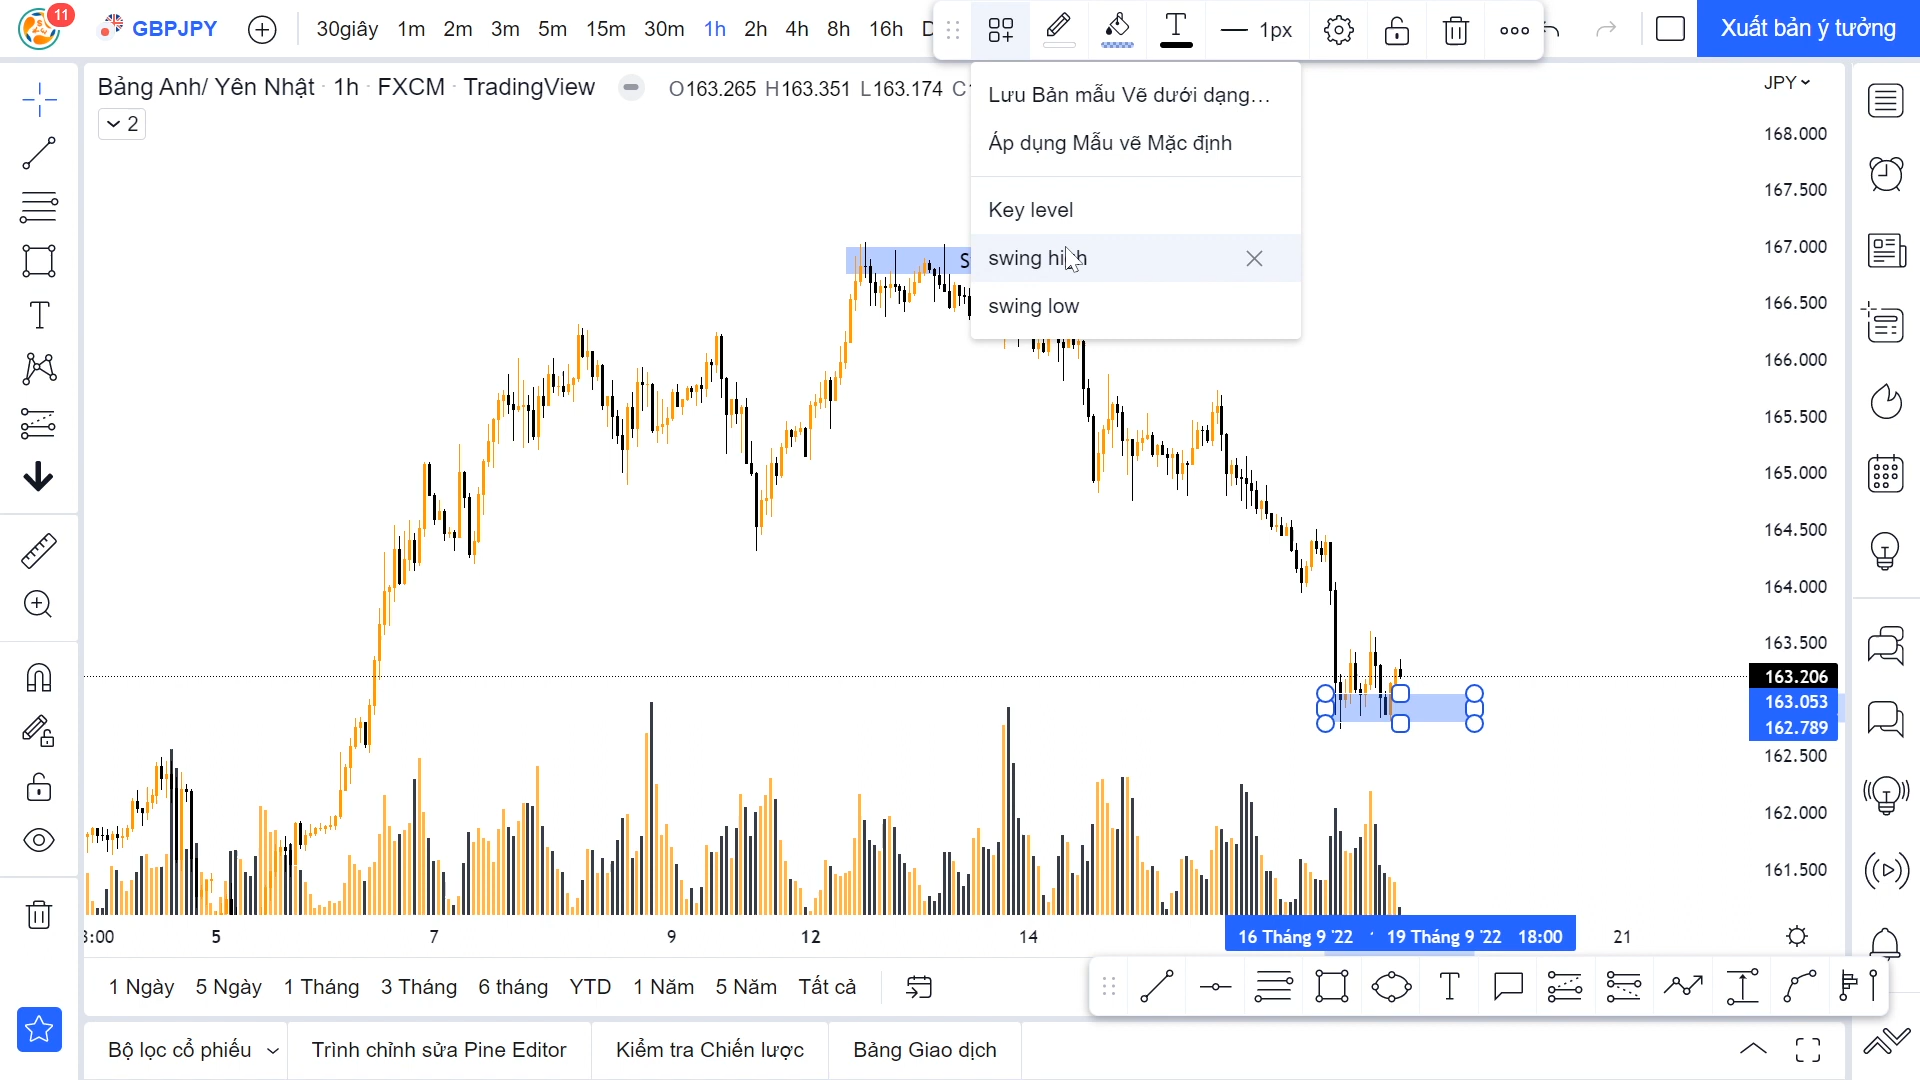 11
GBPJPY
30giây 1m 2m 3m 5m 15m 30m 1h 2h 4h 8h 16h D
1px
Xuất bản ý tưởng
Bảng Anh/ Yên Nhật · 1h · FXCM · TradingView
O163.265 H163.351 L163.174 C
JPY
2
Lưu Bản mẫu Vẽ dưới dạng...
Áp dụng Mẫu vẽ Mặc định
Key level
swing high
swing low
S
168.000
167.500
167.000
166.500
166.000
165.500
165.000
164.500
164.000
163.500
163.206
163.053
162.789
162.500
162.000
161.500
3:00 5 7 9 12 14 16 Tháng 9 '22 19 Tháng 9 '22 18:00 21
1 Ngày 5 Ngày 1 Tháng 3 Tháng 6 tháng YTD 1 Năm 5 Năm Tất cả
Bộ lọc cổ phiếu Trình chỉnh sửa Pine Editor Kiểm tra Chiến lược Bảng Giao dịch